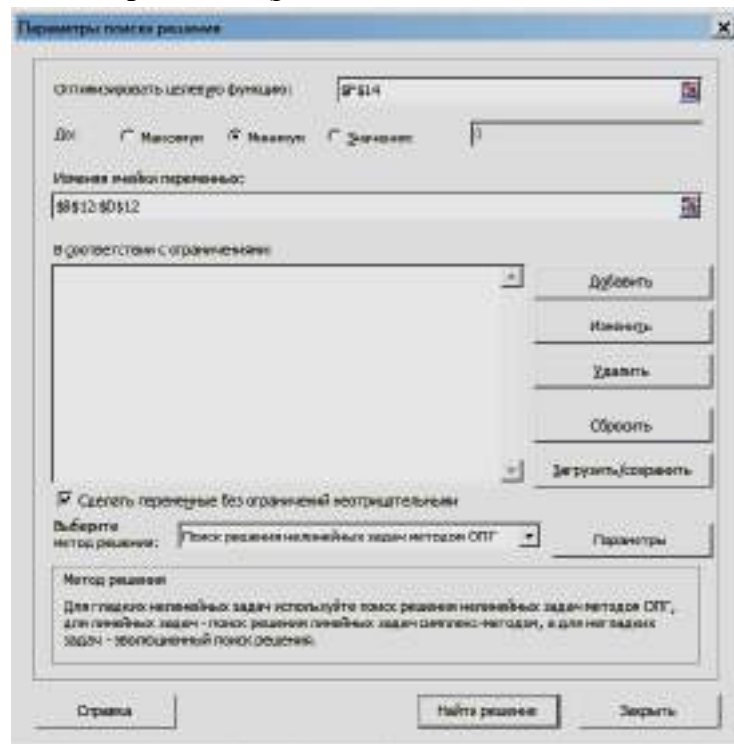 Параметры поиска решения
Оптимизировать целевую функцию: $F$14
До: Максимум Минимум Значения:
Изменяя ячейки переменных:
$B$12:$D$12
В соответствии с ограничениями:
Добавить
Изменить
Удалить
Сбросить
Загрузить/сохранить
Сделать переменные без ограничений неотрицательными
Выберите
метод решения: Поиск решения нелинейных задач методом ОПГ Параметры
Метод решения
Для гладких нелинейных задач используйте поиск решения нелинейных задач методом ОПГ,
для линейных задач - поиск решения линейных задач симплекс-методом, а для негладких
задач - эволюционный поиск решения.
Справка Найти решение Закрыть